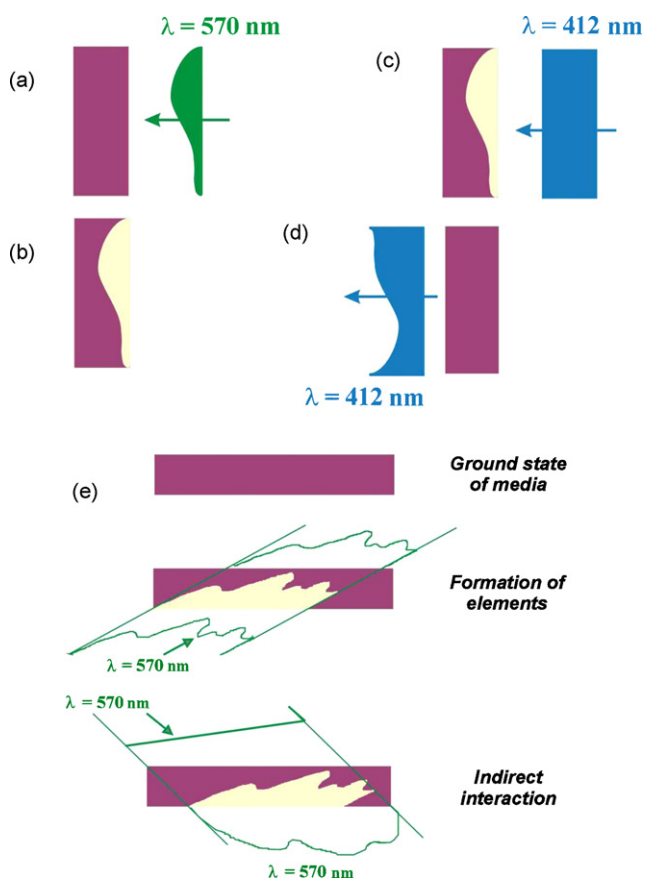 λ = 570 nm
(a)
λ = 412 nm
(c)
(b)
(d)
λ = 412 nm
(e)
Ground state
of media
Formation of
elements
λ = 570 nm
λ = 570 nm
Indirect
interaction
λ = 570 nm